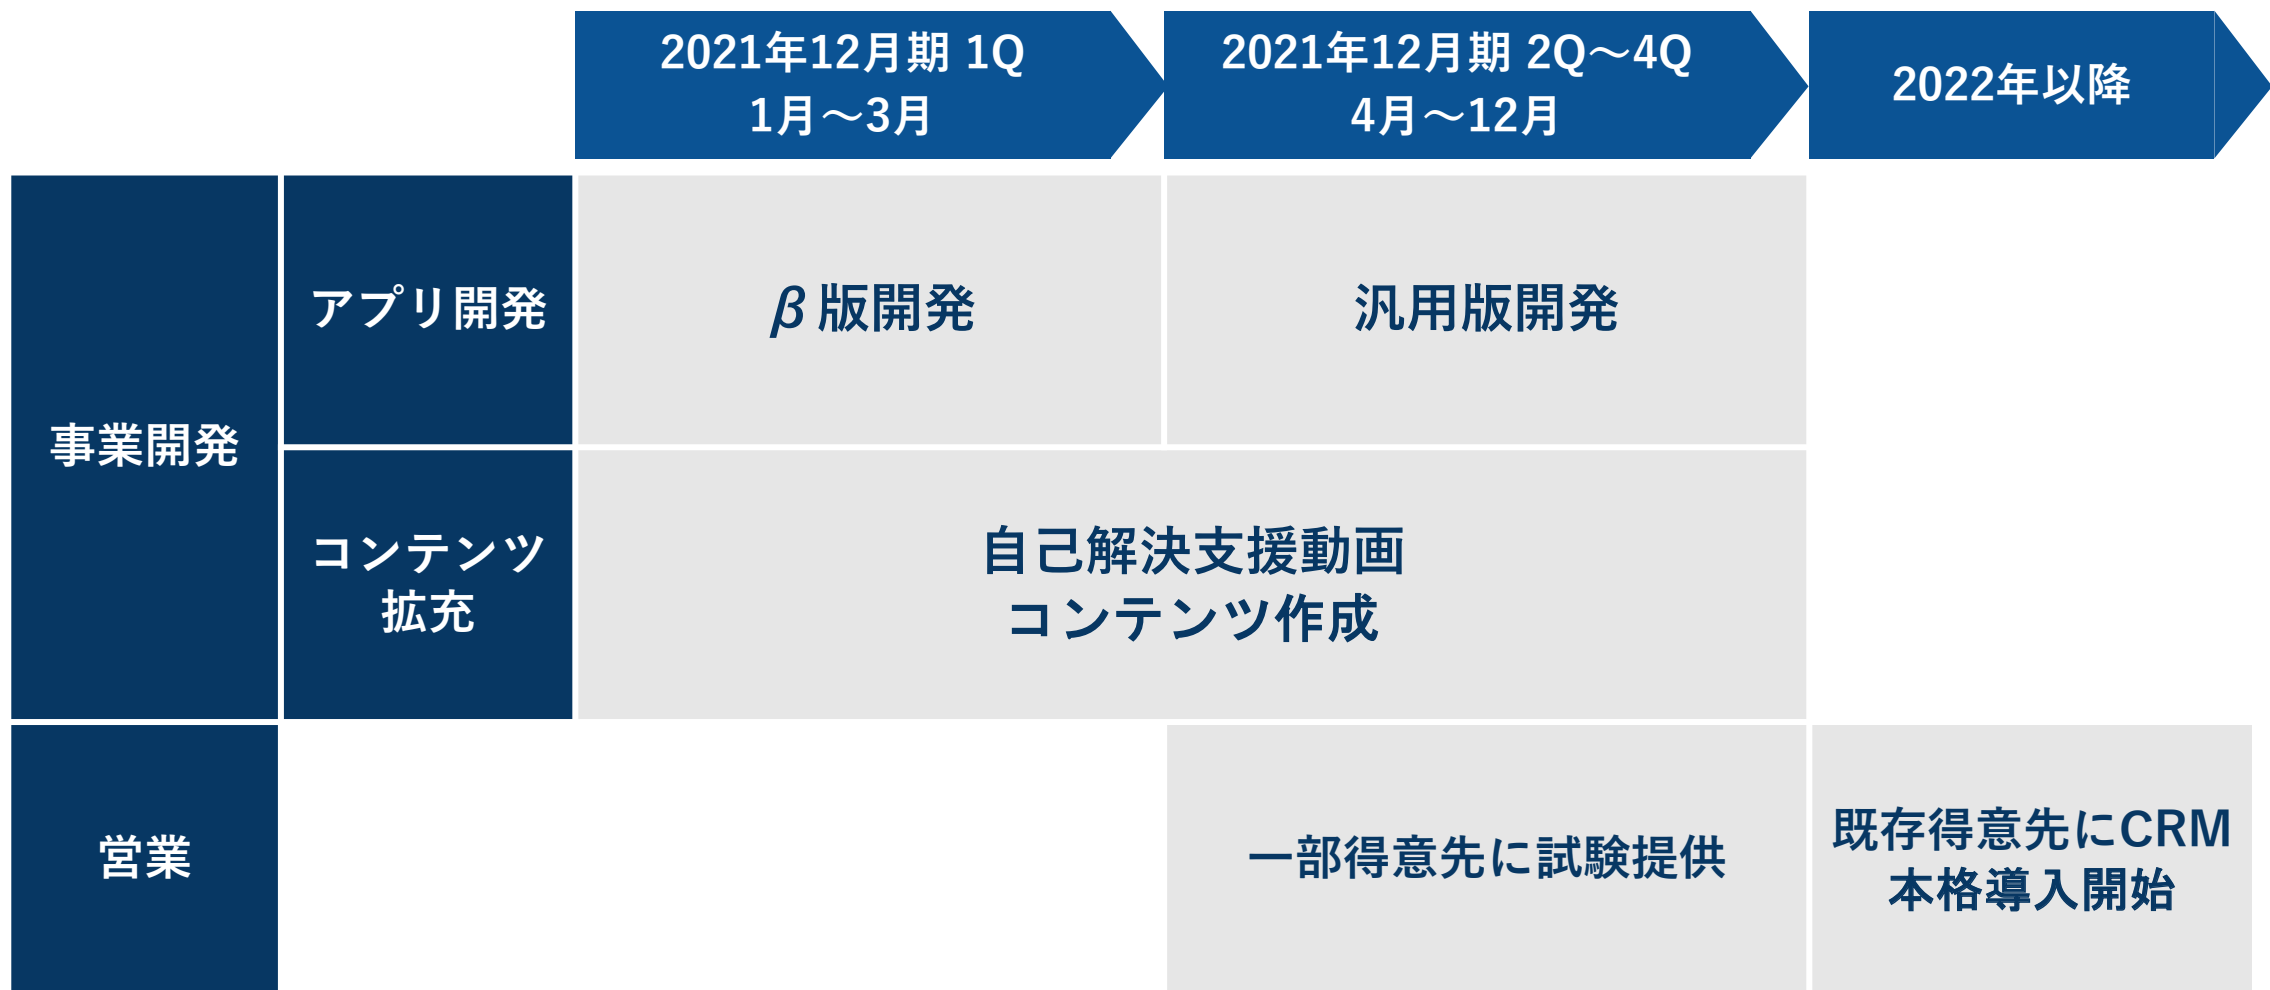 2021年12月期 1Q
1月～3月
2021年12月期 2Q～4Q
4月～12月
2022年以降
事業開発
アプリ開発
β版開発
汎用版開発
コンテンツ
拡充
自己解決支援動画
コンテンツ作成
営業
一部得意先に試験提供
既存得意先にCRM
本格導入開始